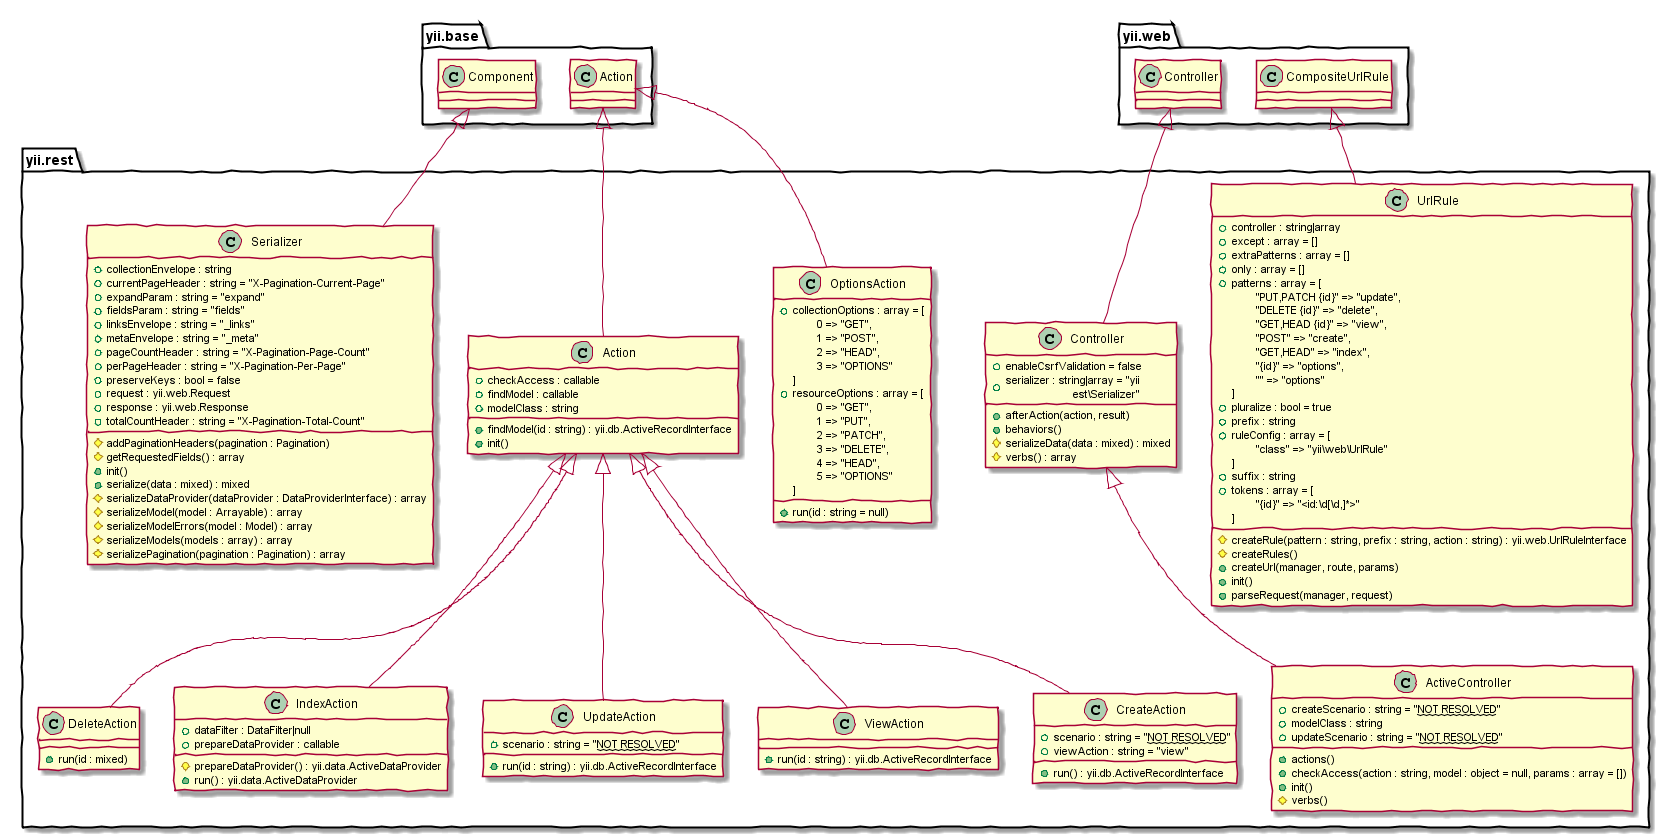 yii.base
C Component
C Action
yii.web
C Controller
C CompositeUrlRule
yii.rest
C Serializer
collectionEnvelope : string
currentPageHeader : string = "X-Pagination-Current-Page"
expandParam : string = "expand"
fieldsParam : string = "fields"
linksEnvelope : string = "_links"
metaEnvelope : string = "_meta"
pageCountHeader : string = "X-Pagination-Page-Count"
perPageHeader : string = "X-Pagination-Per-Page"
preserveKeys : bool = false
request : yii.web.Request
response : yii.web.Response
totalCountHeader : string = "X-Pagination-Total-Count"
addPaginationHeaders(pagination : Pagination)
getRequestedFields() : array
init()
serialize(data : mixed) : mixed
serializeDataProvider(dataProvider : DataProviderInterface) : array
serializeModel(model : Arrayable) : array
serializeModelErrors(model : Model) : array
serializeModels(models : array) : array
serializePagination(pagination : Pagination) : array
C Action
checkAccess : callable
findModel : callable
modelClass : string
findModel(id : string) : yii.db.ActiveRecordInterface
init()
C OptionsAction
collectionOptions : array = [
0 => "GET",
1 => "POST",
2 => "HEAD",
3 => "OPTIONS"
]
resourceOptions : array = [
0 => "GET",
1 => "PUT",
2 => "PATCH",
3 => "DELETE",
4 => "HEAD",
5 => "OPTIONS"
]
run(id : string = null)
C Controller
enableCsrfValidation = false
serializer : string|array = "yii
est\Serializer"
afterAction(action, result)
behaviors()
serializeData(data : mixed) : mixed
verbs() : array
C UrlRule
controller : string|array
except : array = []
extraPatterns : array = []
only : array = []
patterns : array = [
"PUT,PATCH {id}" => "update",
"DELETE {id}" => "delete",
"GET,HEAD {id}" => "view",
"POST" => "create",
"GET,HEAD" => "index",
"{id}" => "options",
"" => "options"
]
pluralize : bool = true
prefix : string
ruleConfig : array = [
"class" => "yii\web\UrlRule"
]
suffix : string
tokens : array = [
"{id}" => "<id:\d[\d,]*>"
]
createRule(pattern : string, prefix : string, action : string) : yii.web.UrlRuleInterface
createRules()
createUrl(manager, route, params)
init()
parseRequest(manager, request)
C DeleteAction
run(id : mixed)
C IndexAction
dataFilter : DataFilter|null
prepareDataProvider : callable
prepareDataProvider() : yii.data.ActiveDataProvider
run() : yii.data.ActiveDataProvider
C UpdateAction
scenario : string = "NOT RESOLVED"
run(id : string) : yii.db.ActiveRecordInterface
C ViewAction
run(id : string) : yii.db.ActiveRecordInterface
C CreateAction
scenario : string = "NOT RESOLVED"
viewAction : string = "view"
run() : yii.db.ActiveRecordInterface
C ActiveController
createScenario : string = "NOT RESOLVED"
modelClass : string
updateScenario : string = "NOT RESOLVED"
actions()
checkAccess(action : string, model : object = null, params : array = [])
init()
verbs()